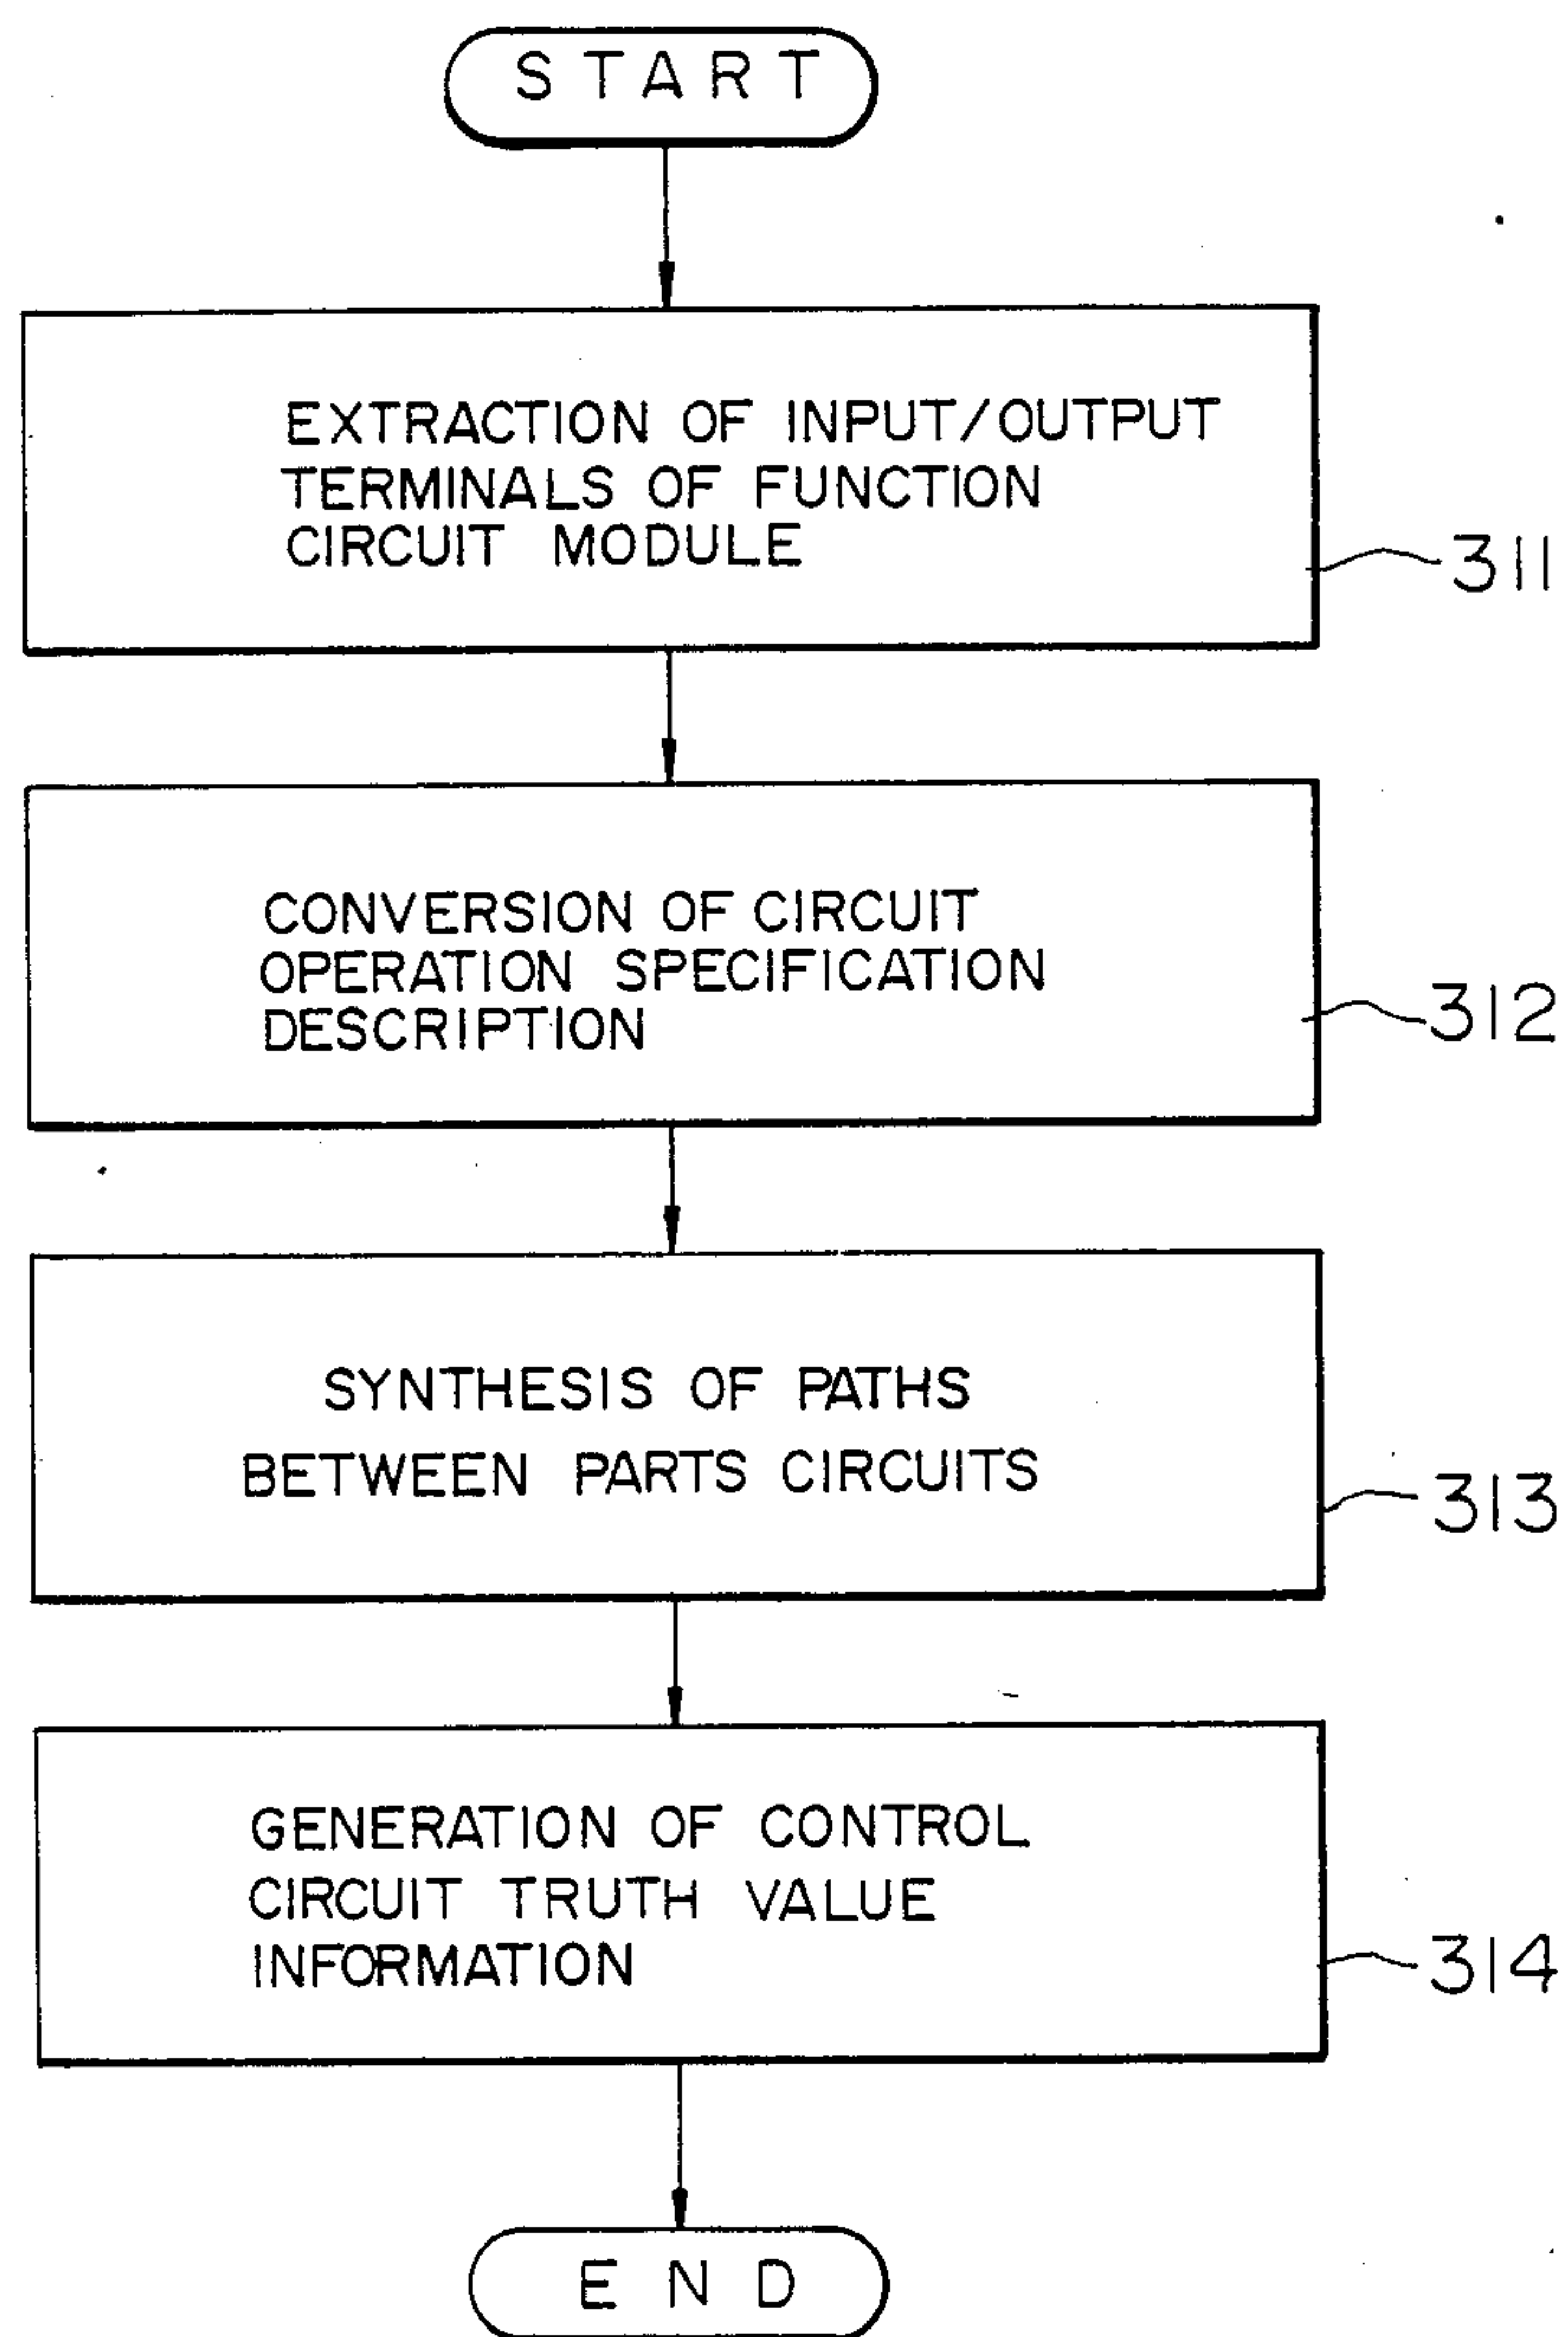 START
EXTRACTION OF INPUT/OUTPUT
TERMINALS OF FUNCTION
CIRCUIT MODULE
311
CONVERSION OF CIRCUIT
OPERATION SPECIFICATION
DESCRIPTION
312
SYNTHESIS OF PATHS
BETWEEN PARTS CIRCUITS
313
GENERATION OF CONTROL
CIRCUIT TRUTH VALUE
INFORMATION
314
END